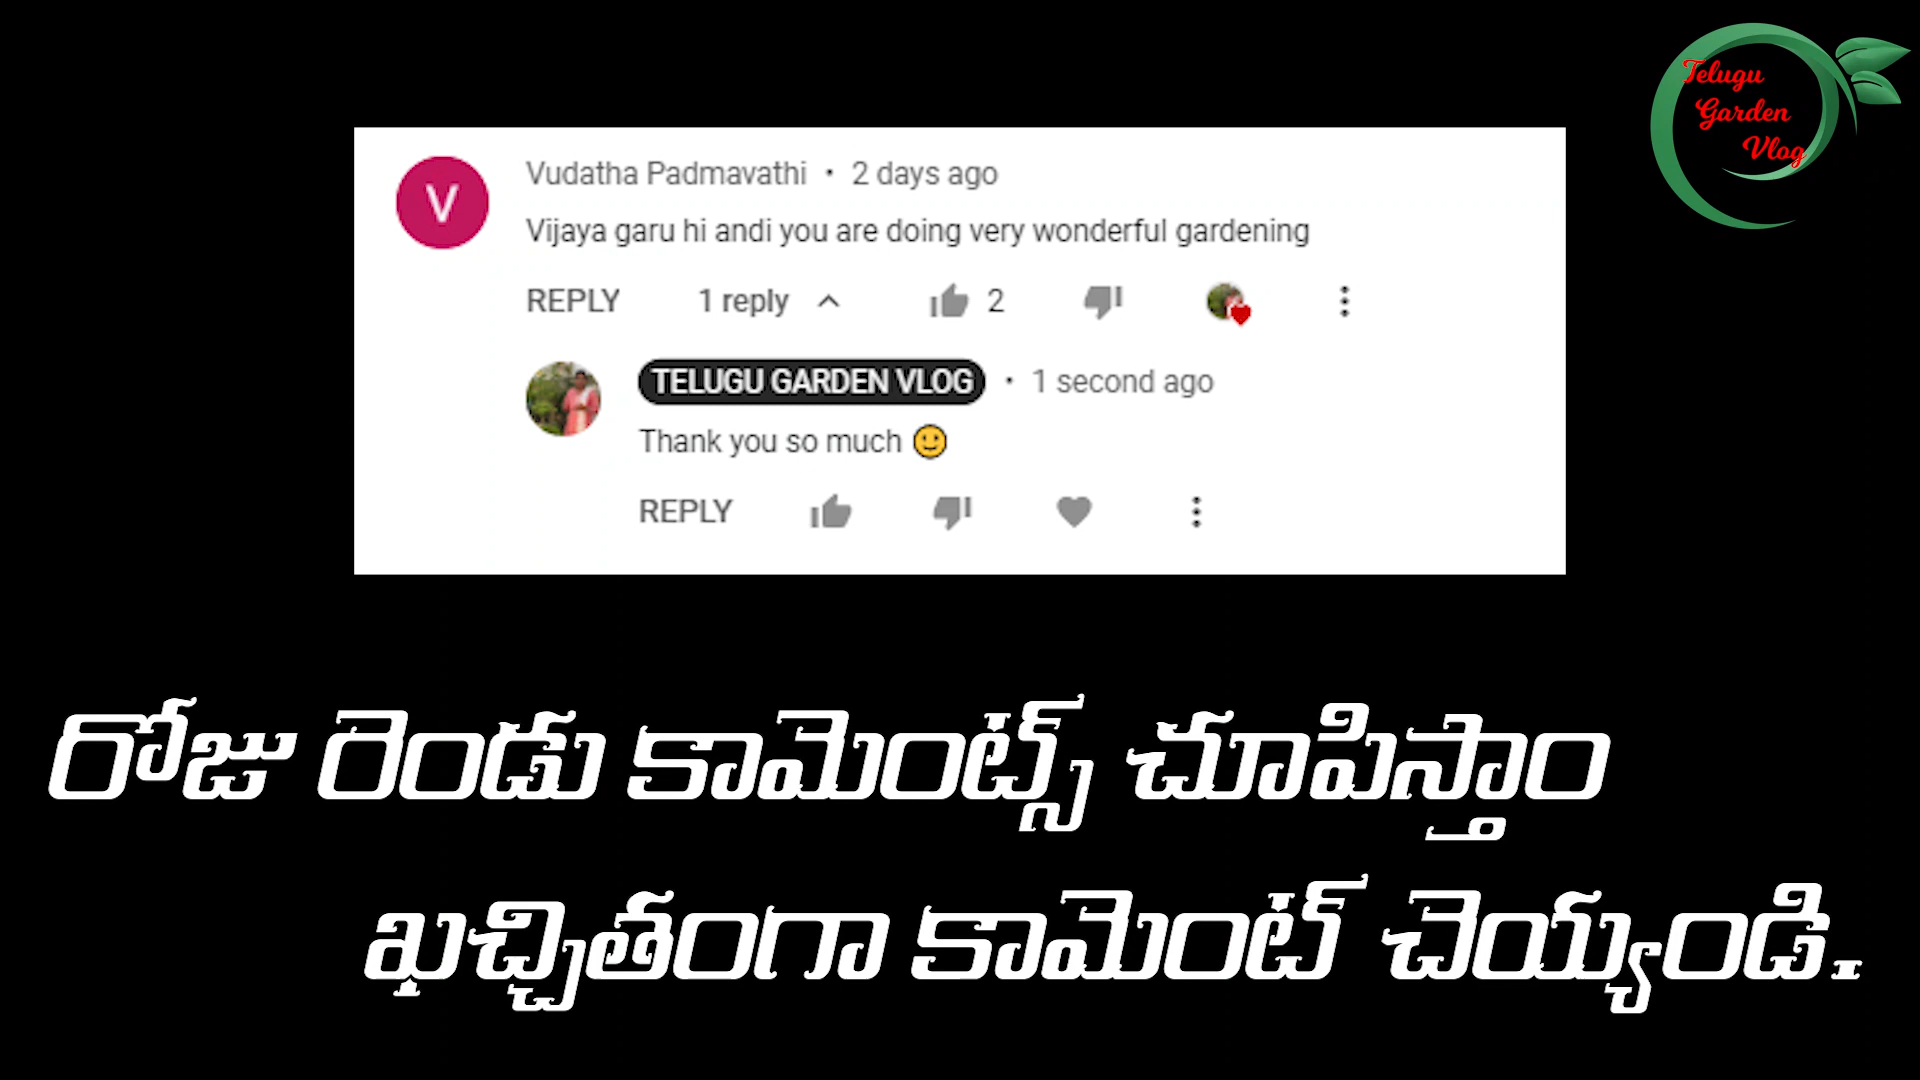 Telugu
Garden
Vlog
V
Vudatha Padmavathi • 2 days ago
Vijaya garu hi andi you are doing very wonderful gardening
REPLY 1 reply 2
TELUGU GARDEN VLOG • 1 second ago
Thank you so much 🙂
REPLY
రోజు రెండు కామెంట్స్ చూపిస్తాం
ఖచ్చితంగా కామెంట్ చెయ్యండి.